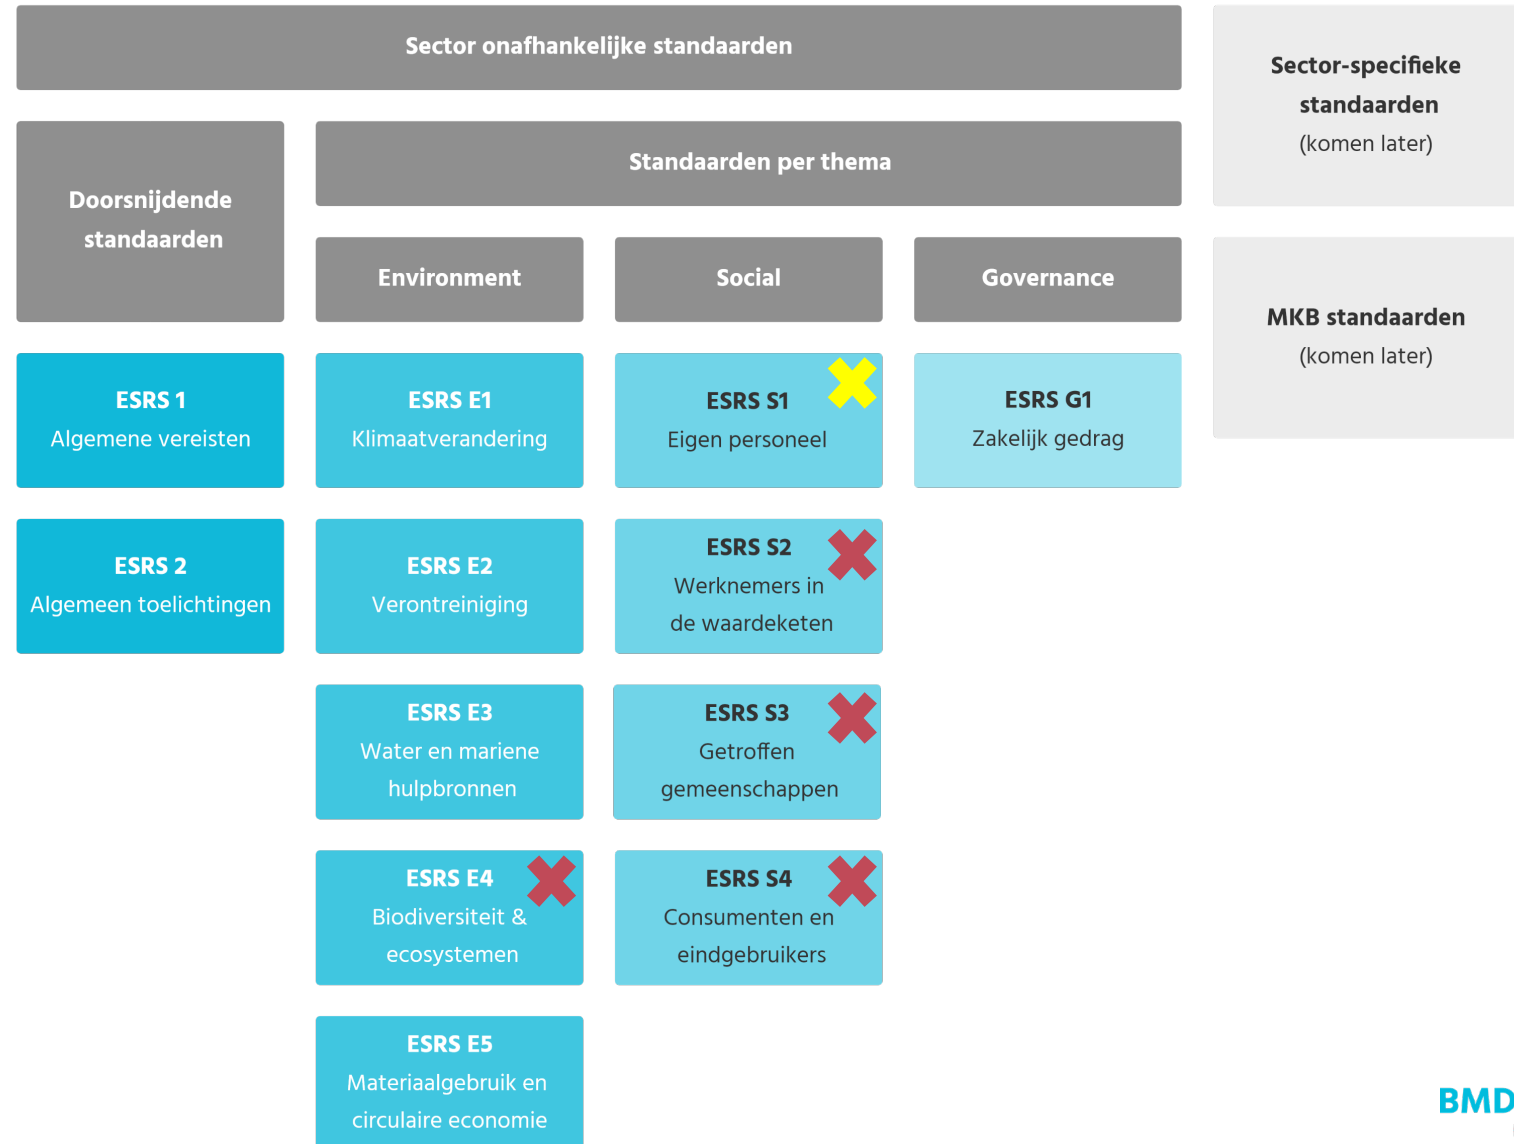 Sector onafhankelijke standaarden
Sector-specifieke
standaarden
(komen later)
Doorsnijdende
standaarden
Standaarden per thema
Environment
Social
Governance
MKB standaarden
(komen later)
ESRS 1
Algemene vereisten
ESRS E1
Klimaatverandering
ESRS S1
Eigen personeel
ESRS G1
Zakelijk gedrag
ESRS 2
Algemeen toelichtingen
ESRS E2
Verontreiniging
ESRS S2
Werknemers in
de waardeketen
ESRS E3
Water en mariene
hulpbronnen
ESRS S3
Getroffen
gemeenschappen
ESRS E4
Biodiversiteit &
ecosystemen
ESRS S4
Consumenten en
eindgebruikers
ESRS E5
Materiaalgebruik en
circulaire economie
BMD